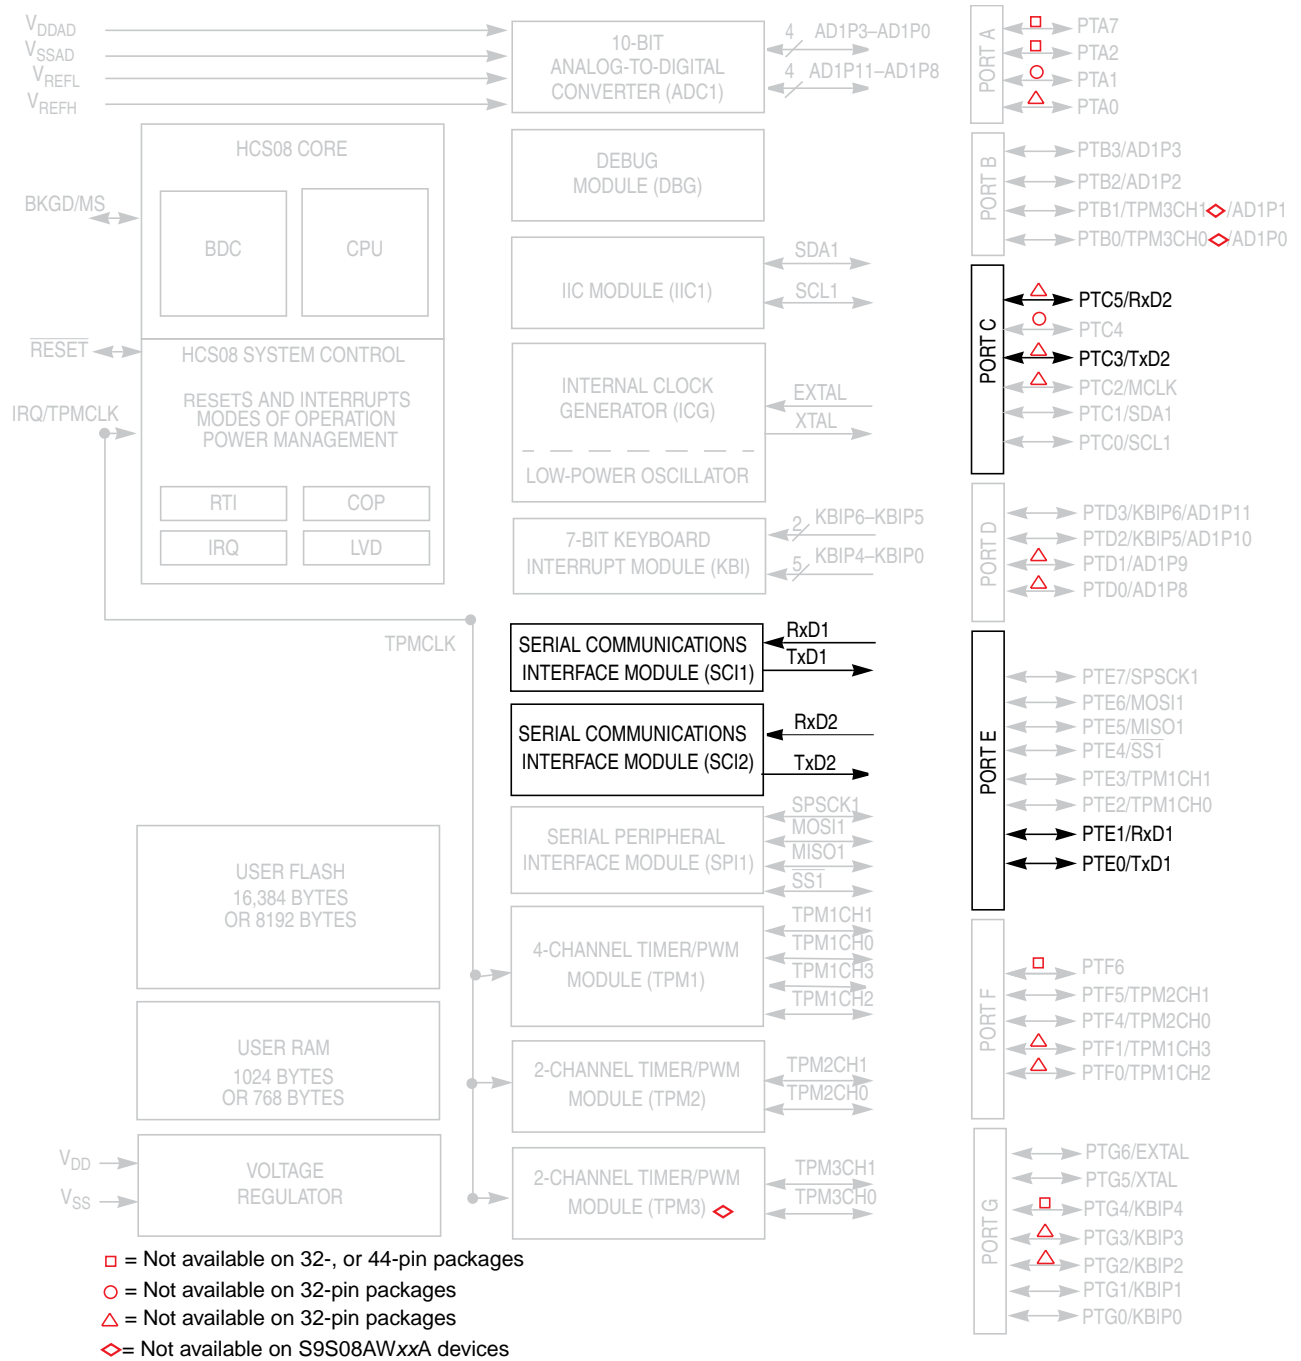 VDDAD
VSSAD
VREFL
VREFH
10-BIT
ANALOG-TO-DIGITAL
CONVERTER (ADC1)
4 AD1P3–AD1P0
4 AD1P11–AD1P8
HCS08 CORE
BDC
CPU
BKGD/MS
DEBUG
MODULE (DBG)
IIC MODULE (IIC1)
SDA1
SCL1
RESET
HCS08 SYSTEM CONTROL
RESETS AND INTERRUPTS
MODES OF OPERATION
POWER MANAGEMENT
IRQ/TPMCLK
RTI
COP
IRQ
LVD
INTERNAL CLOCK
GENERATOR (ICG)
EXTAL
XTAL
LOW-POWER OSCILLATOR
7-BIT KEYBOARD
INTERRUPT MODULE (KBI)
2 KBIP6–KBIP5
5 KBIP4–KBIP0
TPMCLK
SERIAL COMMUNICATIONS
INTERFACE MODULE (SCI1)
RxD1
TxD1
SERIAL COMMUNICATIONS
INTERFACE MODULE (SCI2)
RxD2
TxD2
SERIAL PERIPHERAL
INTERFACE MODULE (SPI1)
SPSCK1
MOSI1
MISO1
SS1
USER FLASH
16,384 BYTES
OR 8192 BYTES
4-CHANNEL TIMER/PWM
MODULE (TPM1)
TPM1CH1
TPM1CH0
TPM1CH3
TPM1CH2
USER RAM
1024 BYTES
OR 768 BYTES
2-CHANNEL TIMER/PWM
MODULE (TPM2)
TPM2CH1
TPM2CH0
VDD
VSS
VOLTAGE
REGULATOR
2-CHANNEL TIMER/PWM
MODULE (TPM3)
TPM3CH1
TPM3CH0
PORT A
PTA7
PTA2
PTA1
PTA0
PORT B
PTB3/AD1P3
PTB2/AD1P2
PTB1/TPM3CH1/AD1P1
PTB0/TPM3CH0/AD1P0
PORT C
PTC5/RxD2
PTC4
PTC3/TxD2
PTC2/MCLK
PTC1/SDA1
PTC0/SCL1
PORT D
PTD3/KBIP6/AD1P11
PTD2/KBIP5/AD1P10
PTD1/AD1P9
PTD0/AD1P8
PORT E
PTE7/SPSCK1
PTE6/MOSI1
PTE5/MISO1
PTE4/SS1
PTE3/TPM1CH1
PTE2/TPM1CH0
PTE1/RxD1
PTE0/TxD1
PORT F
PTF6
PTF5/TPM2CH1
PTF4/TPM2CH0
PTF1/TPM1CH3
PTF0/TPM1CH2
PORT G
PTG6/EXTAL
PTG5/XTAL
PTG4/KBIP4
PTG3/KBIP3
PTG2/KBIP2
PTG1/KBIP1
PTG0/KBIP0
= Not available on 32-, or 44-pin packages
= Not available on 32-pin packages
= Not available on 32-pin packages
= Not available on S9S08AWxxA devices